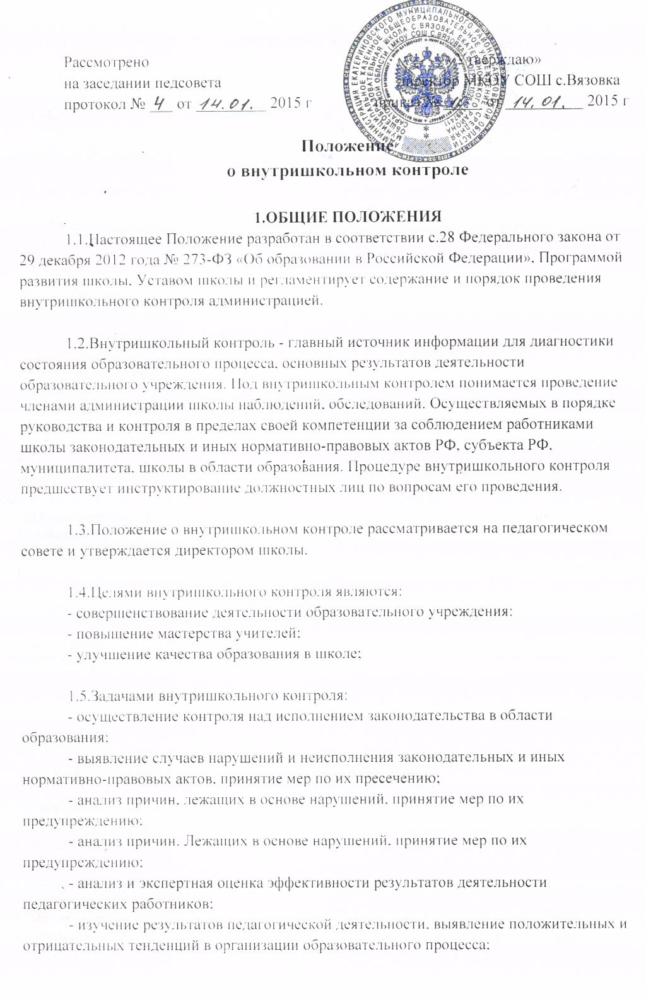 Рассмотрено
на заседании педсовета
протокол № 4 от 14.01. 2015 г
тверждаю»
директор МКОУ СОШ с.Вязовка
приказ № от 14.01. 2015 г
Положение
о внутришкольном контроле
1.ОБЩИЕ ПОЛОЖЕНИЯ
1.1.Настоящее Положение разработан в соответствии с.28 Федерального закона от
29 декабря 2012 года № 273-ФЗ «Об образовании в Российской Федерации», Программой
развития школы, Уставом школы и регламентирует содержание и порядок проведения
внутришкольного контроля администрацией.
1.2.Внутришкольный контроль - главный источник информации для диагностики
состояния образовательного процесса, основных результатов деятельности
образовательного учреждения. Под внутришкольным контролем понимается проведение
членами администрации школы наблюдений, обследований. Осуществляемых в порядке
руководства и контроля в пределах своей компетенции за соблюдением работниками
школы законодательных и иных нормативно-правовых актов РФ, субъекта РФ,
муниципалитета, школы в области образования. Процедуре внутришкольного контроля
предшествует инструктирование должностных лиц по вопросам его проведения.
1.3.Положение о внутришкольном контроле рассматривается на педагогическом
совете и утверждается директором школы.
1.4.Целями внутришкольного контроля являются:
- совершенствование деятельности образовательного учреждения;
- повышение мастерства учителей;
- улучшение качества образования в школе;
1.5.Задачами внутришкольного контроля:
- осуществление контроля над исполнением законодательства в области
образования;
- выявление случаев нарушений и неисполнения законодательных и иных
нормативно-правовых актов, принятие мер по их пресечению;
- анализ причин, лежащих в основе нарушений, принятие мер по их
предупреждению;
- анализ причин. Лежащих в основе нарушений, принятие мер по их
предупреждению;
- анализ и экспертная оценка эффективности результатов деятельности
педагогических работников;
- изучение результатов педагогической деятельности, выявление положительных и
отрицательных тенденций в организации образовательного процесса;